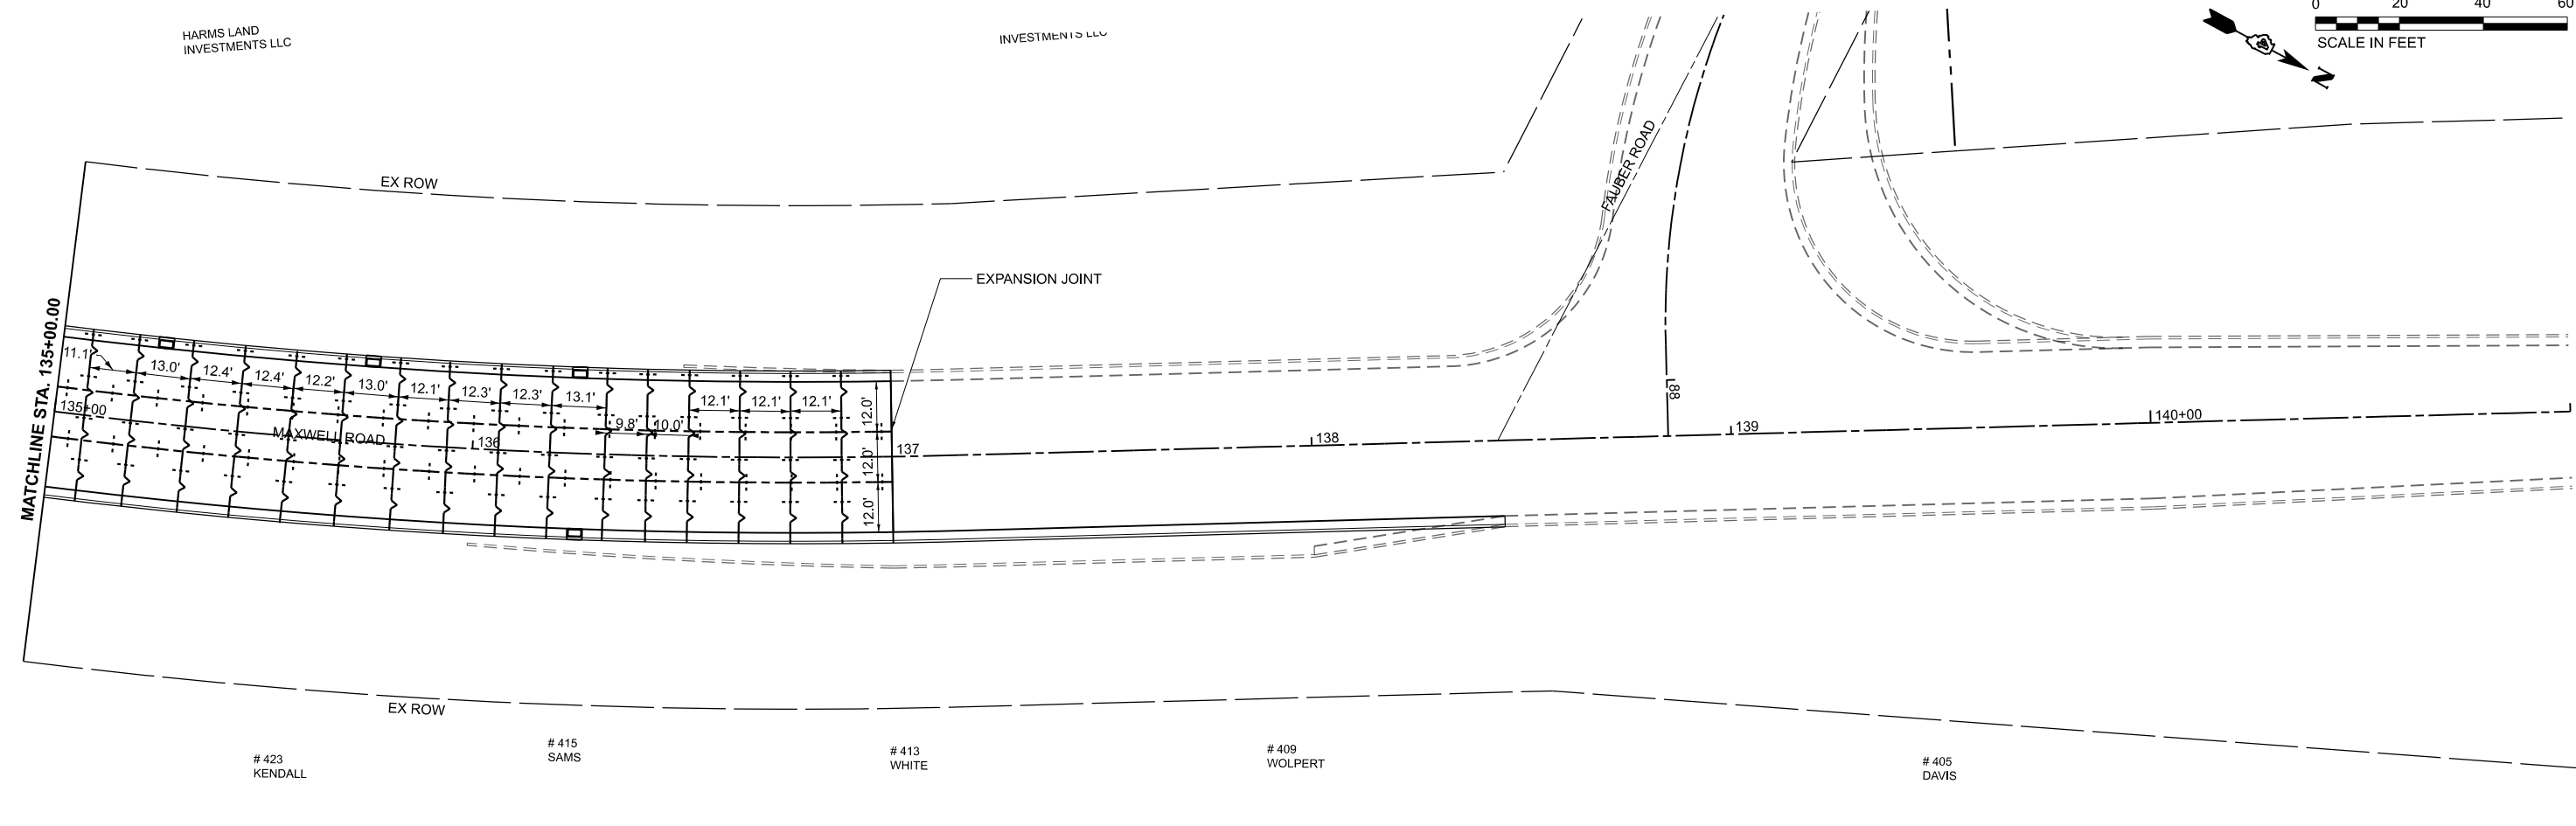 HARMS LAND
INVESTMENTS LLC
INVESTMENTS LLC
0 20 40 60
SCALE IN FEET
N
EX ROW
FAUBER ROAD
EXPANSION JOINT
MATCHLINE STA. 135+00.00
11.1'
13.0'
12.4'
12.4'
12.2'
13.0'
12.1'
12.3'
12.3'
13.1'
9.8'
10.0'
12.1'
12.1'
12.1'
12.0'
12.0'
12.0'
135+00
MAXWELL ROAD
136
137
138
88
139
140+00
EX ROW
# 423
KENDALL
# 415
SAMS
# 413
WHITE
# 409
WOLPERT
# 405
DAVIS